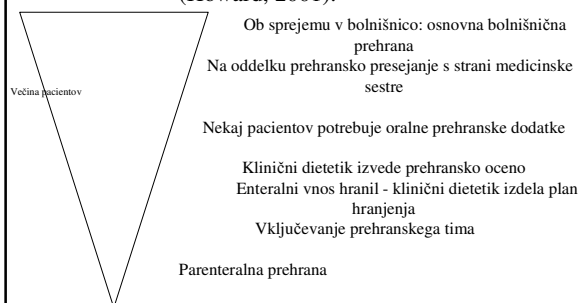 (Howard, 2001).
Ob sprejemu v bolnišnico: osnovna bolnišnična
prehrana
Na oddelku prehransko presejanje s strani medicinske
sestre
Večina pacientov
Nekaj pacientov potrebuje oralne prehranske dodatke
Klinični dietetik izvede prehransko oceno
Enteralni vnos hranil - klinični dietetik izdela plan
hranjenja
Vključevanje prehranskega tima
Parenteralna prehrana